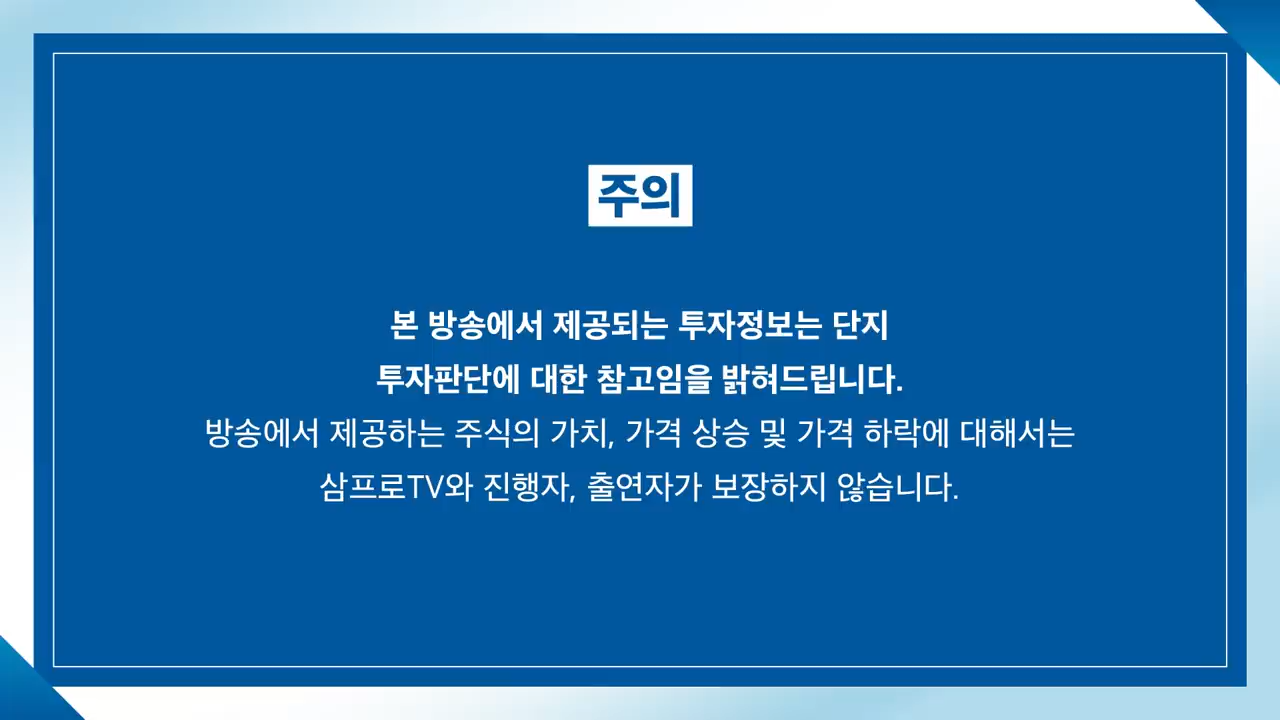 주의
본 방송에서 제공되는 투자정보는 단지
투자판단에 대한 참고임을 밝혀드립니다.
방송에서 제공하는 주식의 가치, 가격 상승 및 가격 하락에 대해서는
삼프로TV와 진행자, 출연자가 보장하지 않습니다.